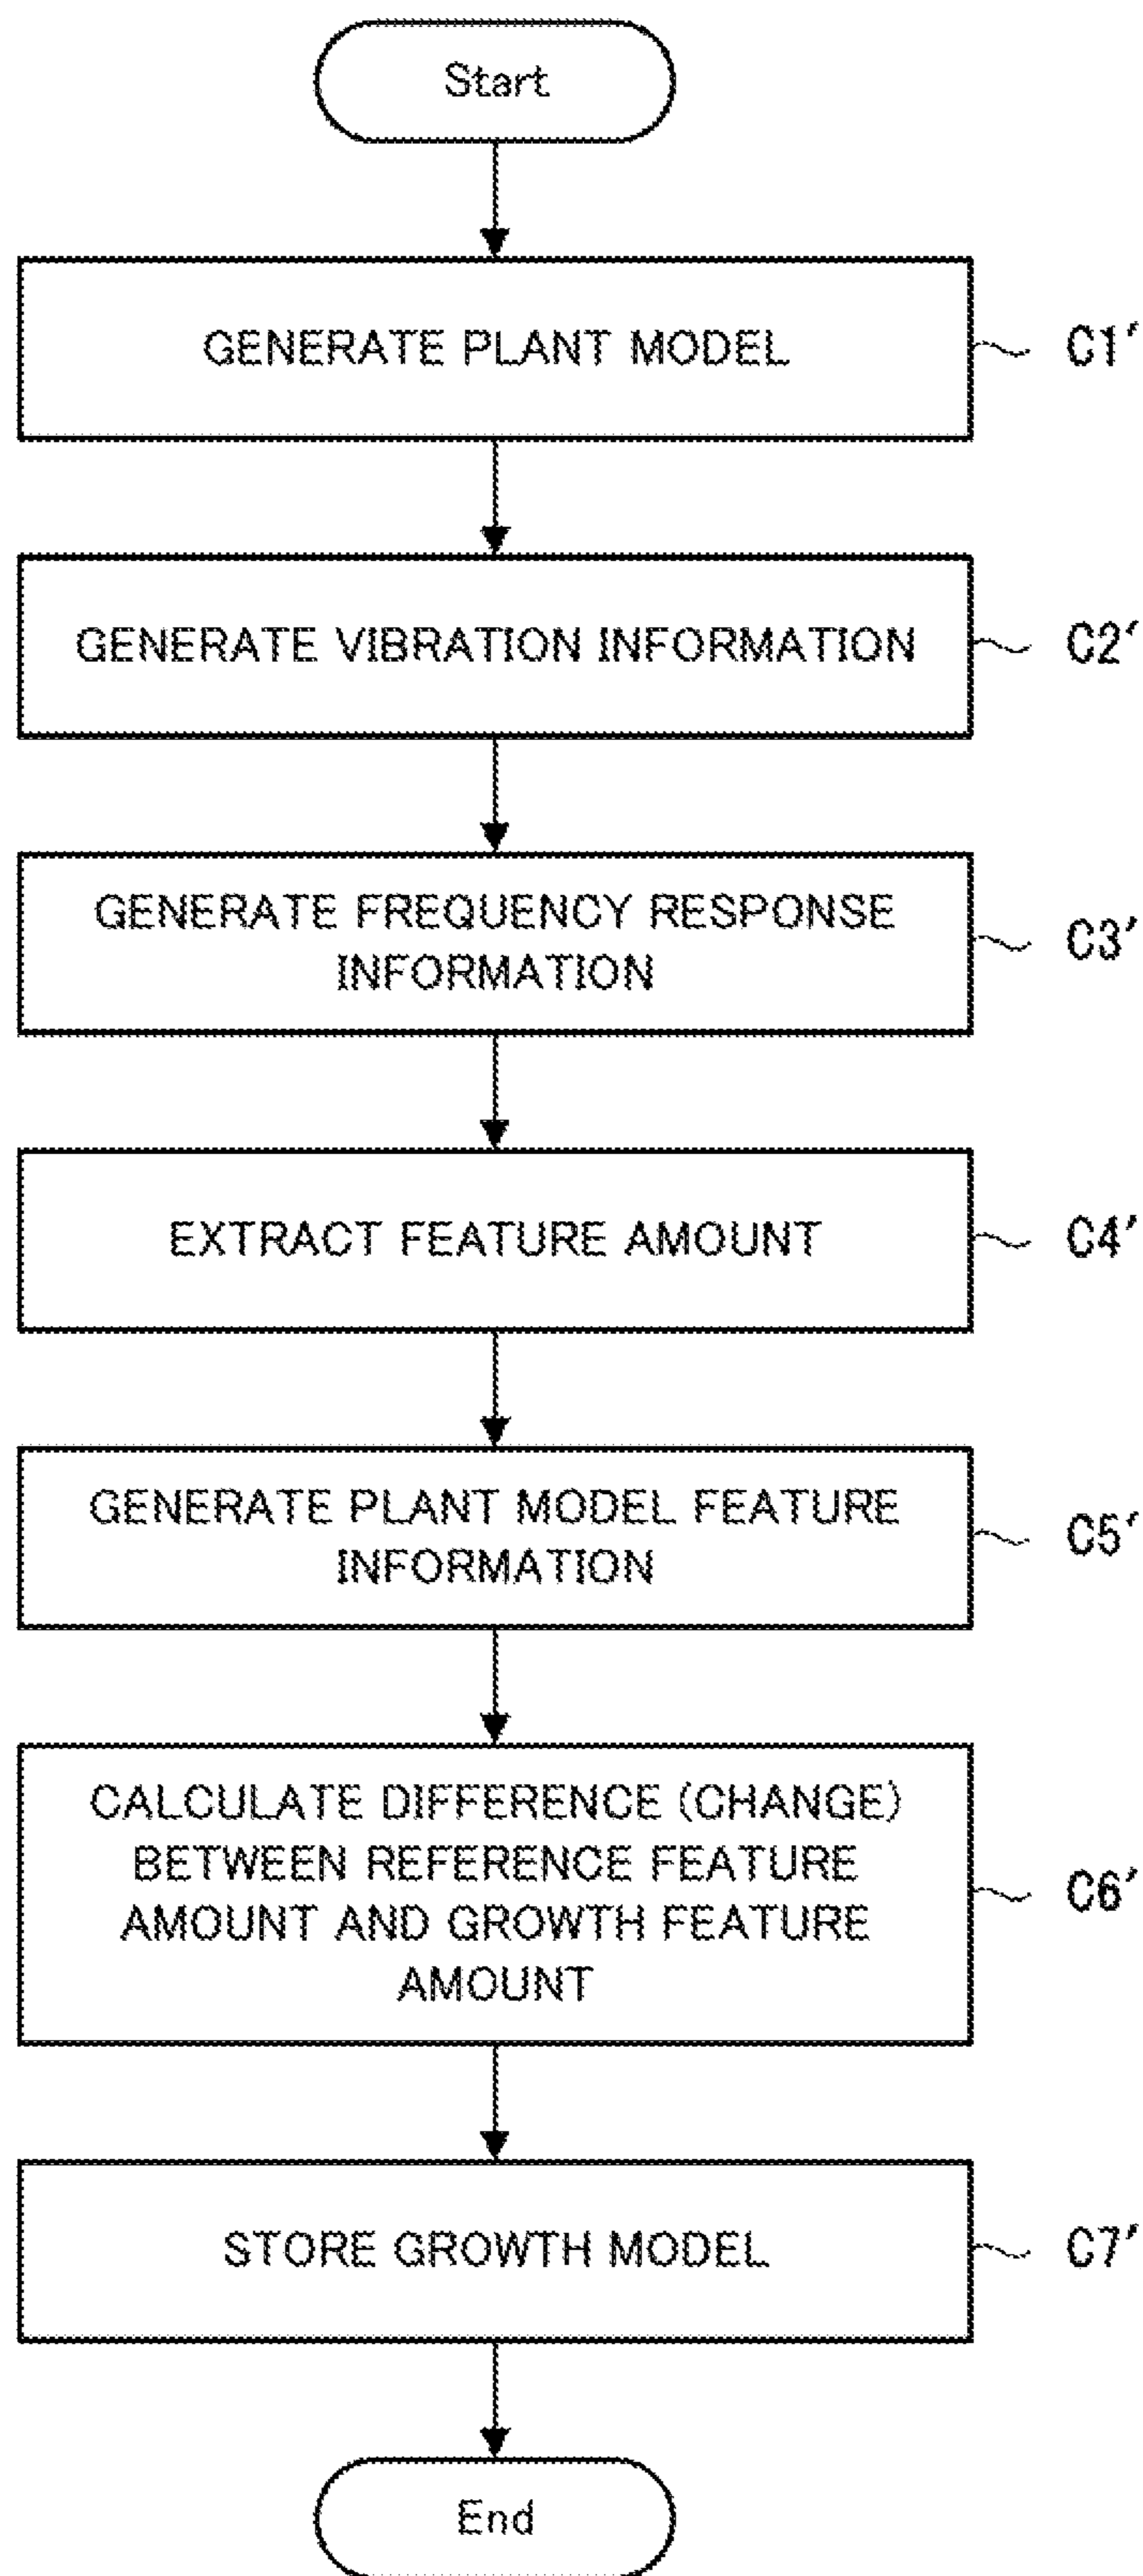 Start
GENERATE PLANT MODEL
C1'
GENERATE VIBRATION INFORMATION
C2'
GENERATE FREQUENCY RESPONSE
INFORMATION
C3'
EXTRACT FEATURE AMOUNT
C4'
GENERATE PLANT MODEL FEATURE
INFORMATION
C5'
CALCULATE DIFFERENCE (CHANGE)
BETWEEN REFERENCE FEATURE
AMOUNT AND GROWTH FEATURE
AMOUNT
C6'
STORE GROWTH MODEL
C7'
End